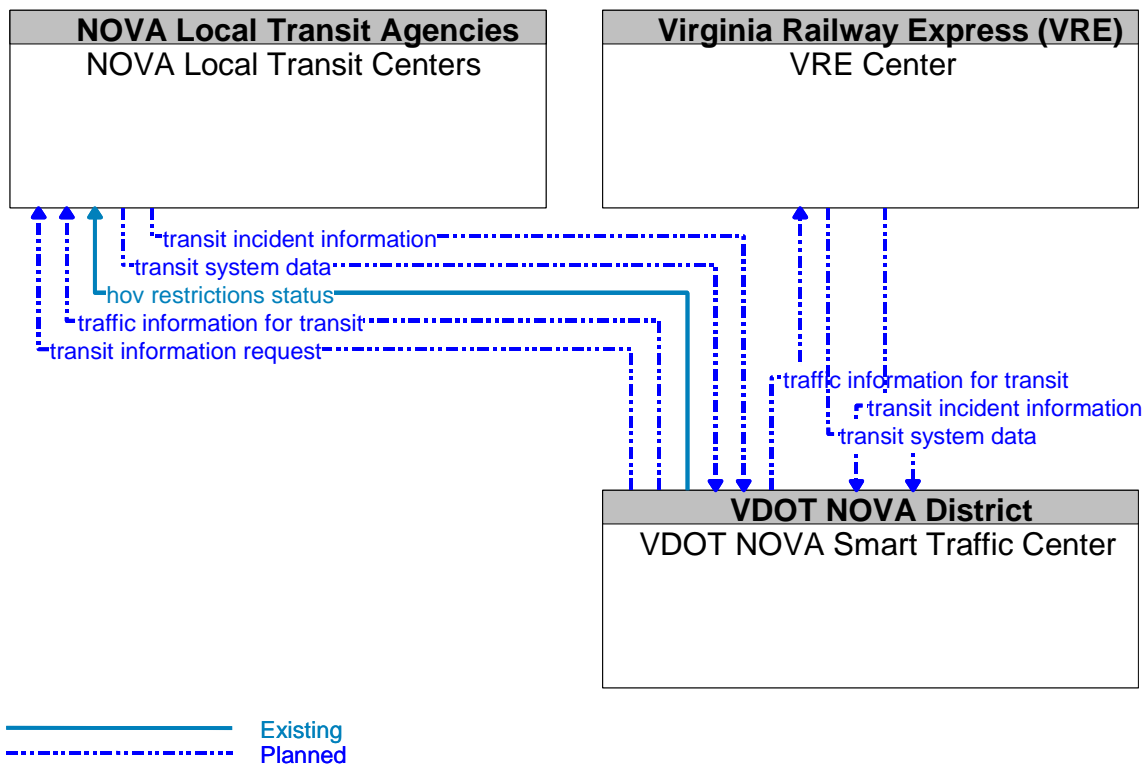 NOVA Local Transit Agencies
NOVA Local Transit Centers
Virginia Railway Express (VRE)
VRE Center
transit incident information
transit system data
hov restrictions status
traffic information for transit
transit information request
traffic information for transit
transit incident information
transit system data
VDOT NOVA District
VDOT NOVA Smart Traffic Center
Existing
Planned